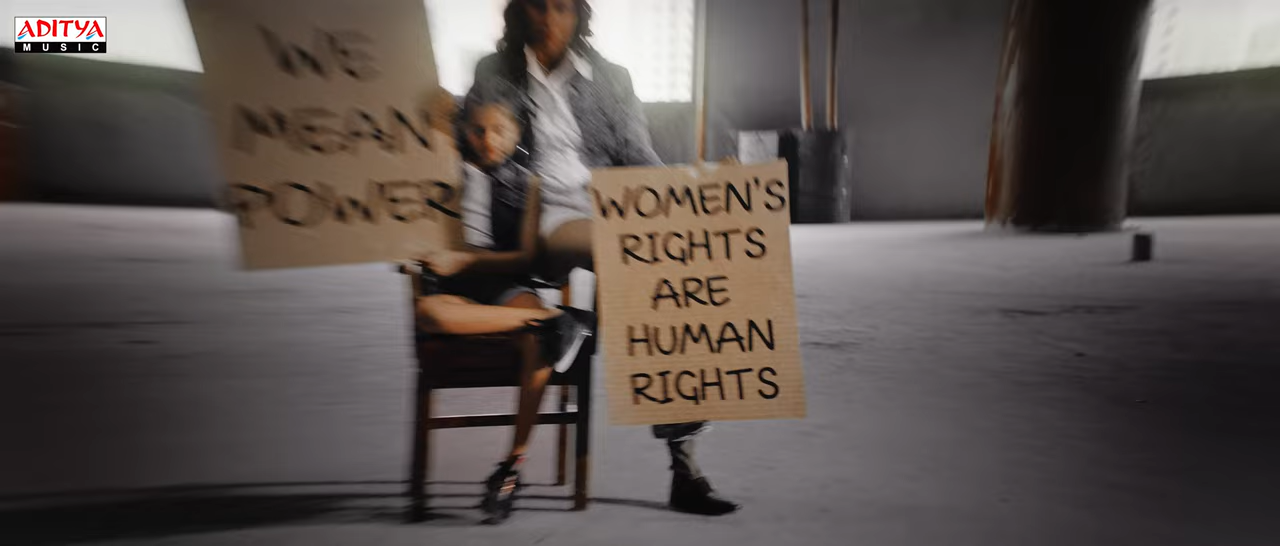 ADITYA
MUSIC
WE
MEAN
POWER
WOMEN'S
RIGHTS
ARE
HUMAN
RIGHTS